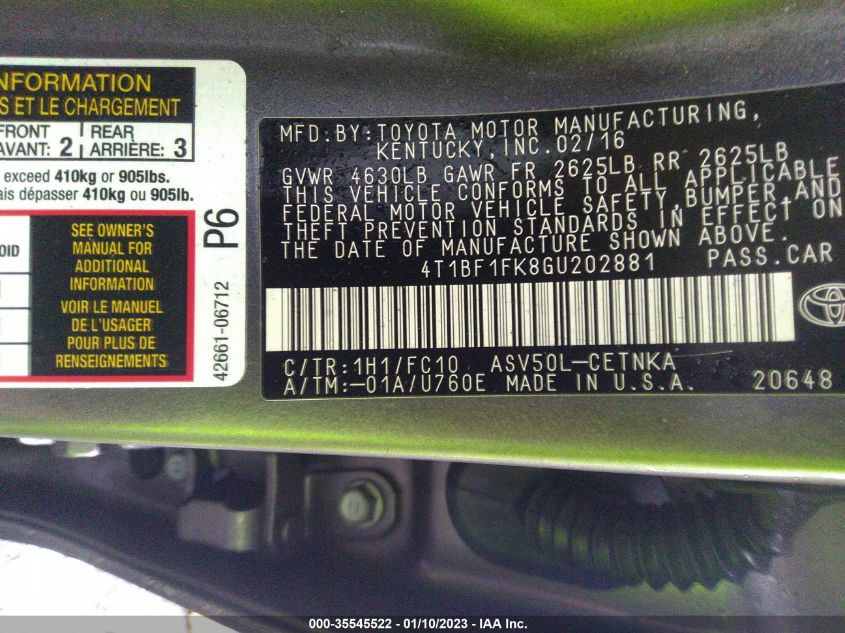 INFORMATION
S ET LE CHARGEMENT
FRONT
AVANT: 2
REAR
ARRIÈRE: 3
exceed 410kg or 905lbs.
ais dépasser 410kg ou 905lb.
OID
SEE OWNER'S
MANUAL FOR
ADDITIONAL
INFORMATION
VOIR LE MANUEL
DE L'USAGER
POUR PLUS DE
RENSEIGNEMENTS
P6
42661-06712
MFD.BY:TOYOTA MOTOR MANUFACTURING,
KENTUCKY,INC.02/16
GVWR 4630LB GAWR FR 2625LB RR 2625LB
THIS VEHICLE CONFORMS TO ALL APPLICABLE
FEDERAL MOTOR VEHICLE SAFETY,BUMPER,AND
THEFT PREVENTION STANDARDS IN EFFECT ON
THE DATE OF MANUFACTURE SHOWN ABOVE.
4T1BF1FK8GU202881 PASS.CAR
C/TR:1H1/FC10 ASV50L-CETNKA
A/TM:-01A/U760E MADE IN U.S.A. 20648
000-35545522 - 01/10/2023 - IAA Inc.